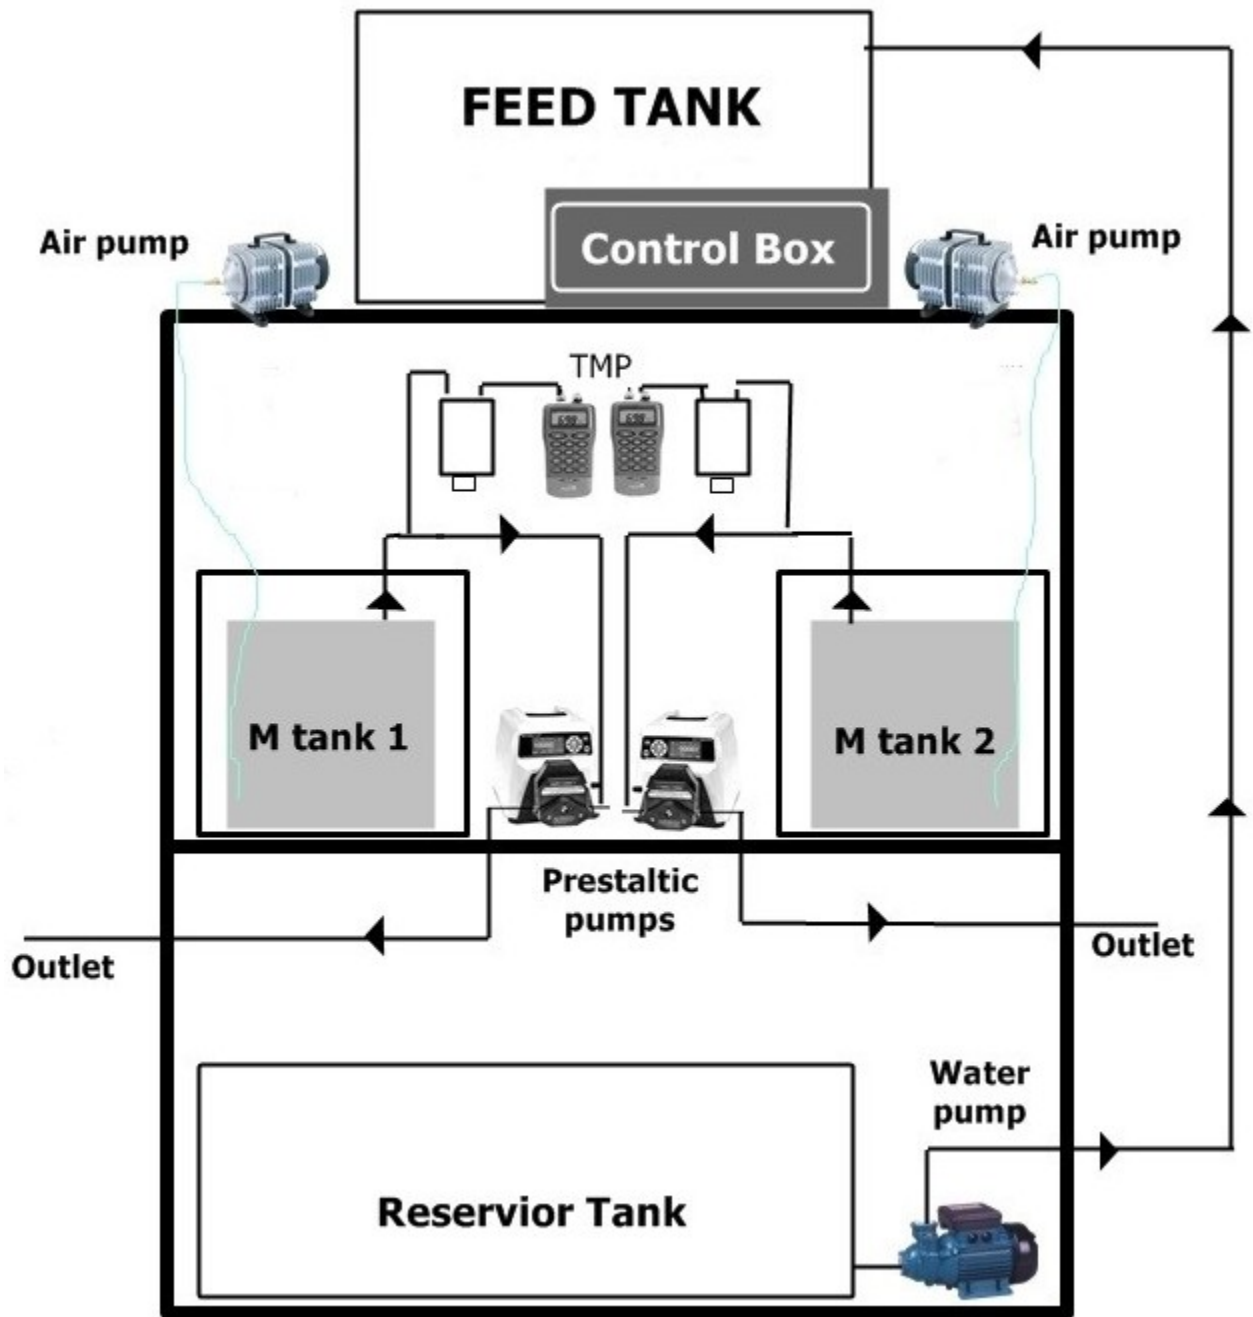 FEED TANK
Air pump
Control Box
Air pump
TMP
M tank 1
M tank 2
Prestaltic
pumps
Outlet
Outlet
Water
pump
Reservior Tank